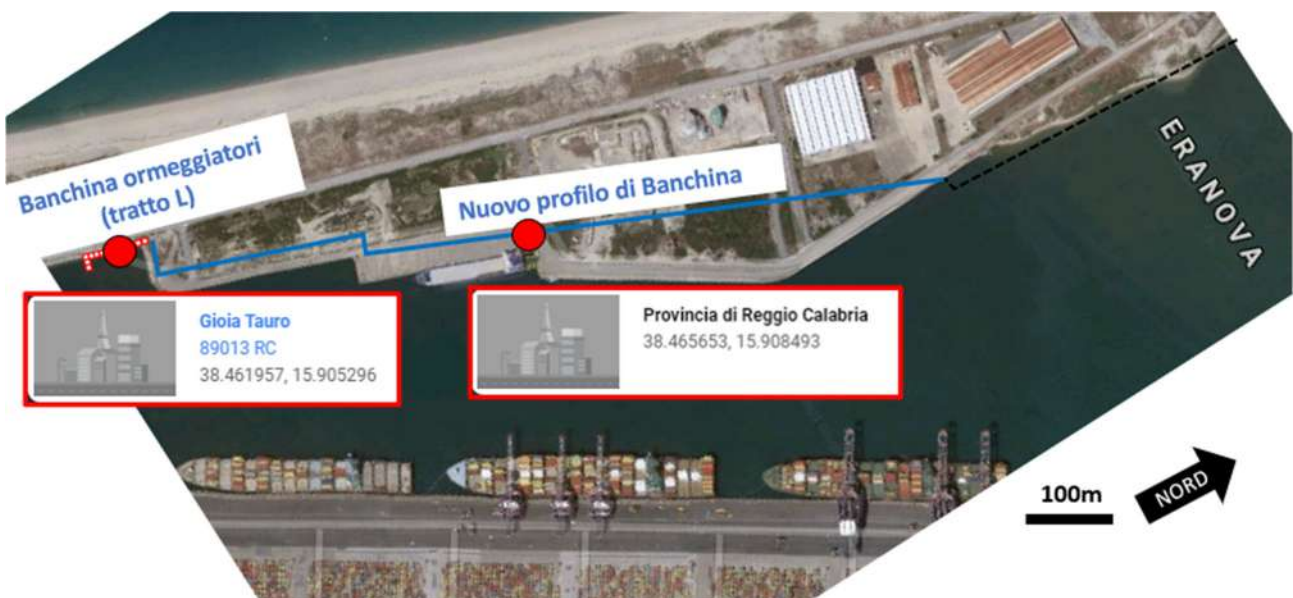 Banchina ormeggiatori
(tratto L)
Nuovo profilo di Banchina
ERANOVA
Gioia Tauro
89013 RC
38.461957, 15.905296
Provincia di Reggio Calabria
38.465653, 15.908493
100m
NORD